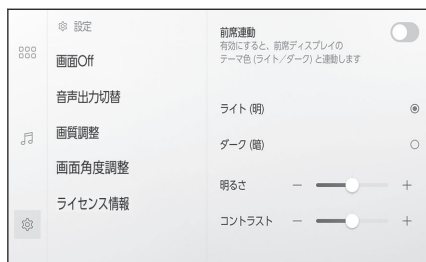 設定
画面Off
音声出力切替
画質調整
画面角度調整
ライセンス情報
前席連動
有効にすると、前席ディスプレイの
テーマ色 (ライト／ダーク) と連動します
ライト (明)
ダーク (暗)
明るさ
コントラスト